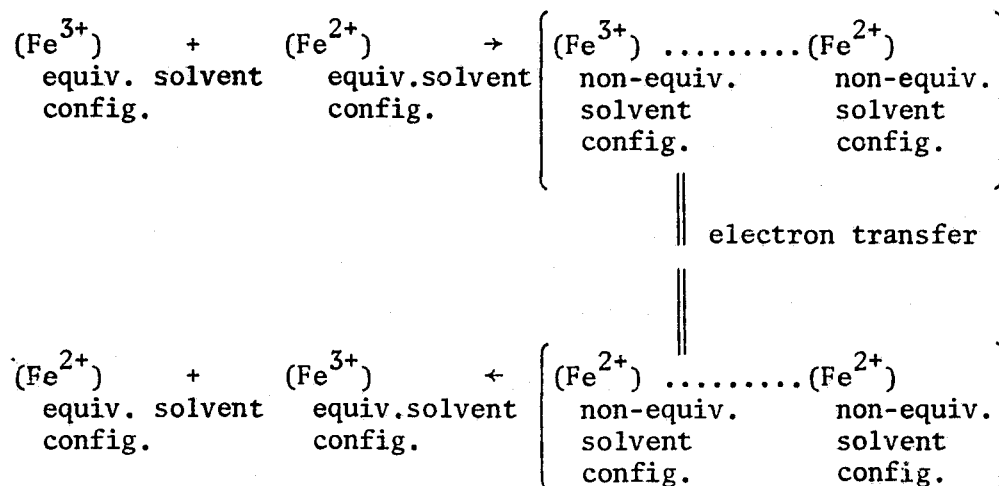 (Fe³⁺) + (Fe²⁺) → (Fe³⁺) .........(Fe²⁺)
equiv. solvent equiv.solvent non-equiv. non-equiv.
config. config. solvent solvent
config. config.
electron transfer
(Fe²⁺) + (Fe³⁺) ← (Fe²⁺) .........(Fe²⁺)
equiv. solvent equiv.solvent non-equiv. non-equiv.
config. config. solvent solvent
config. config.